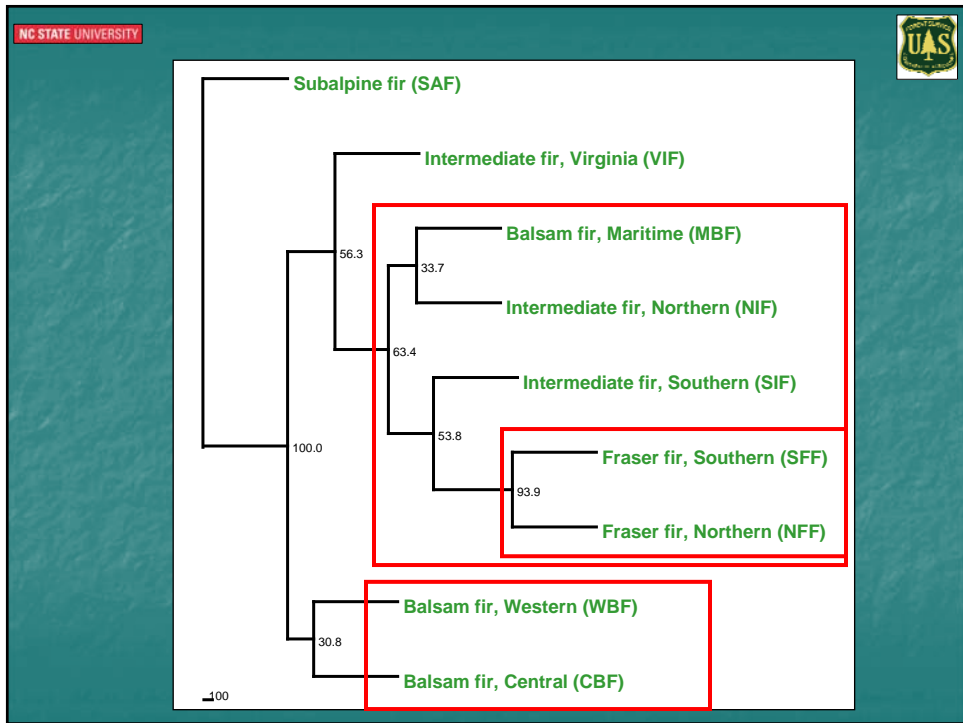 NC STATE UNIVERSITY
UAS
Subalpine fir (SAF)
Intermediate fir, Virginia (VIF)
Balsam fir, Maritime (MBF)
56.3
33.7
Intermediate fir, Northern (NIF)
63.4
Intermediate fir, Southern (SIF)
53.8
100.0
Fraser fir, Southern (SFF)
93.9
Fraser fir, Northern (NFF)
Balsam fir, Western (WBF)
30.8
Balsam fir, Central (CBF)
100